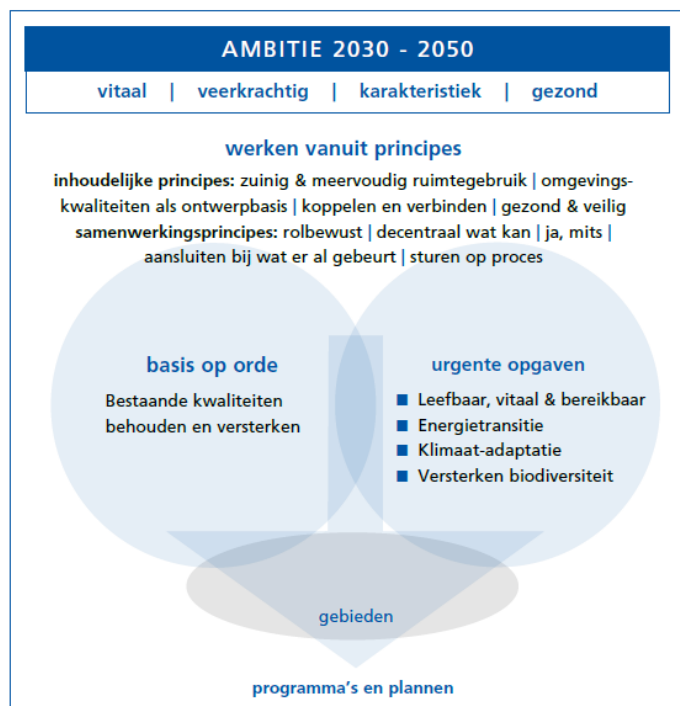 AMBITIE 2030 - 2050
vitaal | veerkrachtig | karakteristiek | gezond
werken vanuit principes
inhoudelijke principes: zuinig & meervoudig ruimtegebruik | omgevings-
kwaliteiten als ontwerpbasis | koppelen en verbinden | gezond & veilig
samenwerkingsprincipes: rolbewust | decentraal wat kan | ja, mits |
aansluiten bij wat er al gebeurt | sturen op proces
basis op orde
Bestaande kwaliteiten
behouden en versterken
urgente opgaven
■ Leefbaar, vitaal & bereikbaar
■ Energietransitie
■ Klimaat-adaptatie
■ Versterken biodiversiteit
gebieden
programma's en plannen